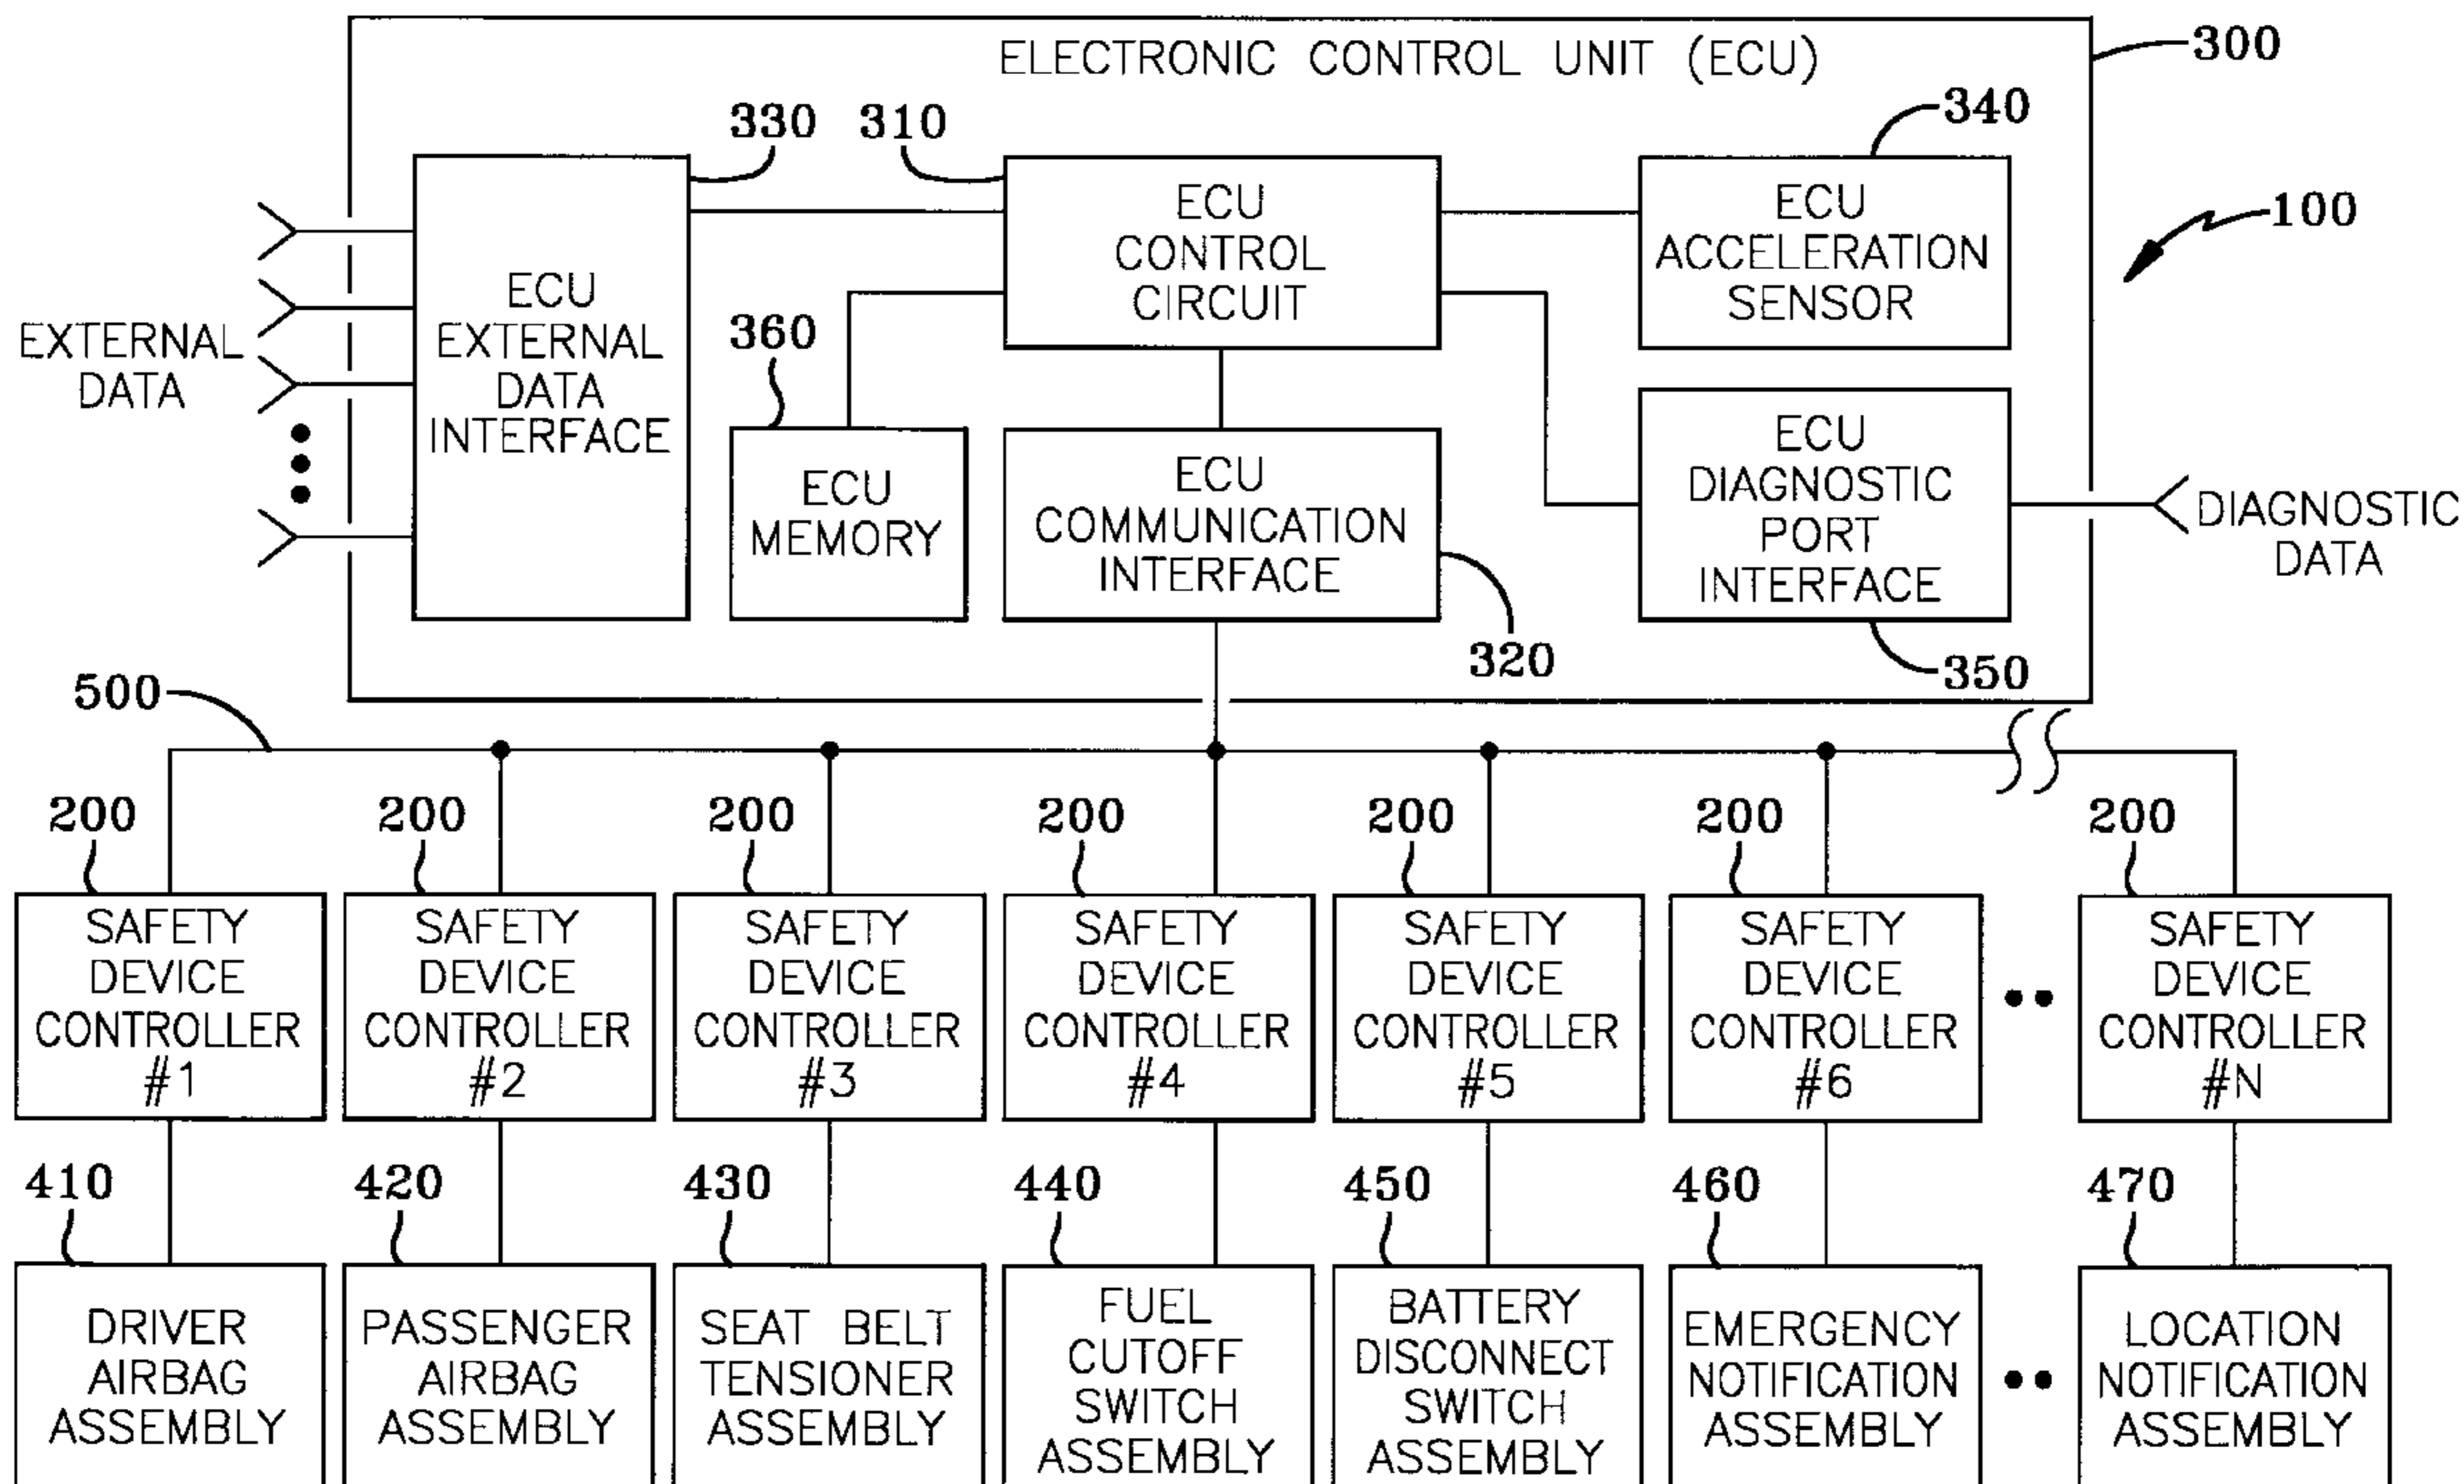 ELECTRONIC CONTROL UNIT (ECU)
300
330
310
340
100
ECU
EXTERNAL
DATA
INTERFACE
ECU
CONTROL
CIRCUIT
ECU
ACCELERATION
SENSOR
EXTERNAL
DATA
360
ECU
MEMORY
ECU
COMMUNICATION
INTERFACE
320
ECU
DIAGNOSTIC
PORT
INTERFACE
350
DIAGNOSTIC
DATA
500
200
200
200
200
200
200
200
SAFETY
DEVICE
CONTROLLER
#1
SAFETY
DEVICE
CONTROLLER
#2
SAFETY
DEVICE
CONTROLLER
#3
SAFETY
DEVICE
CONTROLLER
#4
SAFETY
DEVICE
CONTROLLER
#5
SAFETY
DEVICE
CONTROLLER
#6
SAFETY
DEVICE
CONTROLLER
#N
410
420
430
440
450
460
470
DRIVER
AIRBAG
ASSEMBLY
PASSENGER
AIRBAG
ASSEMBLY
SEAT BELT
TENSIONER
ASSEMBLY
FUEL
CUTOFF
SWITCH
ASSEMBLY
BATTERY
DISCONNECT
SWITCH
ASSEMBLY
EMERGENCY
NOTIFICATION
ASSEMBLY
LOCATION
NOTIFICATION
ASSEMBLY